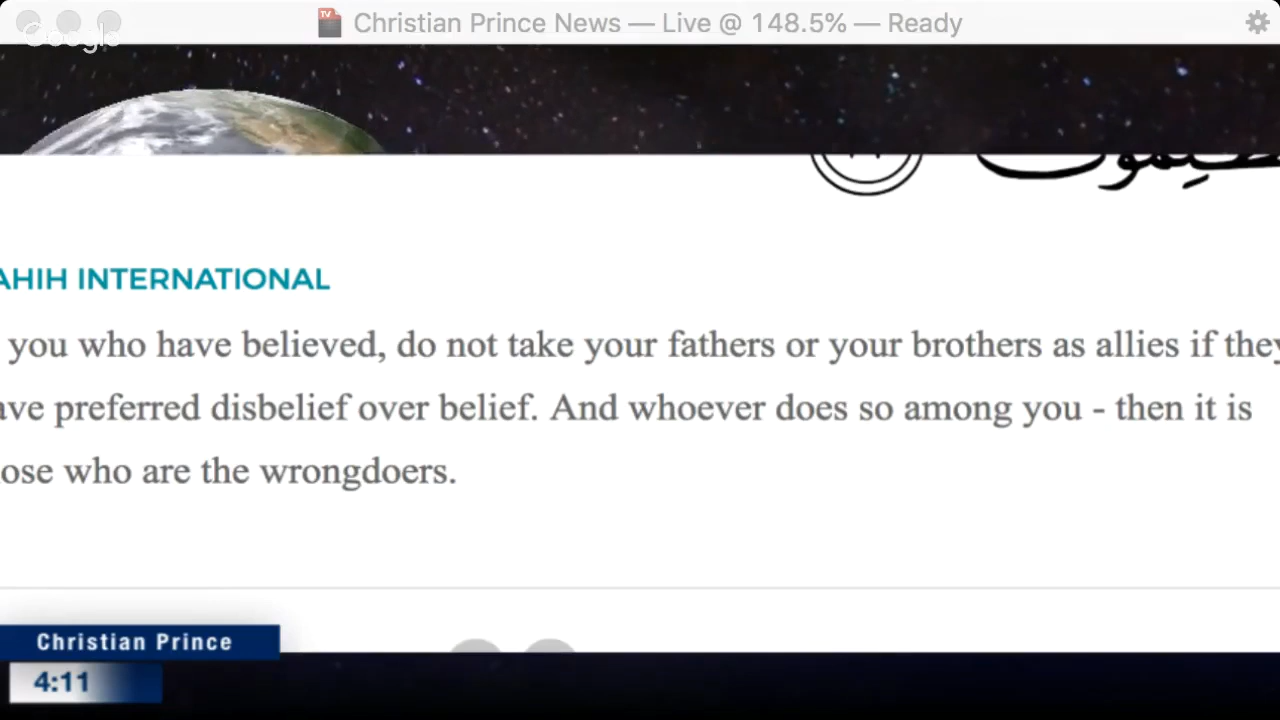 Christian Prince News — Live @ 148.5% — Ready
Google
AHIH INTERNATIONAL
you who have believed, do not take your fathers or your brothers as allies if they
ave preferred disbelief over belief. And whoever does so among you - then it is
ose who are the wrongdoers.
Christian Prince
4:11